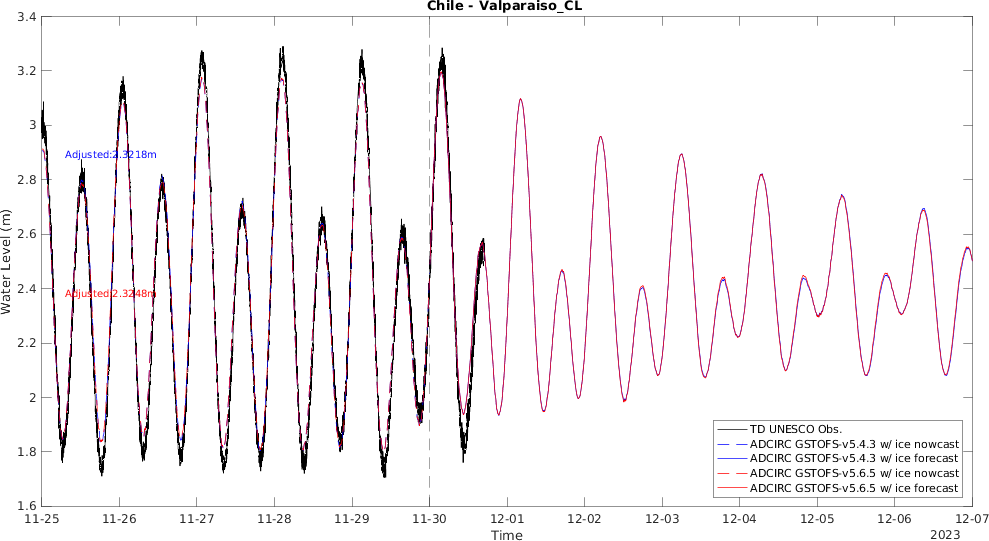 Chile - Valparaiso_CL
3.4
3.2
3
2.8
2.6
2.4
2.2
2
1.8
1.6
Water Level (m)
Adjusted:2.3218m
Adjusted:2.3248m
TD UNESCO Obs.
ADCIRC GSTOFS-v5.4.3 w/ ice nowcast
ADCIRC GSTOFS-v5.4.3 w/ ice forecast
ADCIRC GSTOFS-v5.6.5 w/ ice nowcast
ADCIRC GSTOFS-v5.6.5 w/ ice forecast
11-25 11-26 11-27 11-28 11-29 11-30 12-01 12-02 12-03 12-04 12-05 12-06 12-07
Time
2023